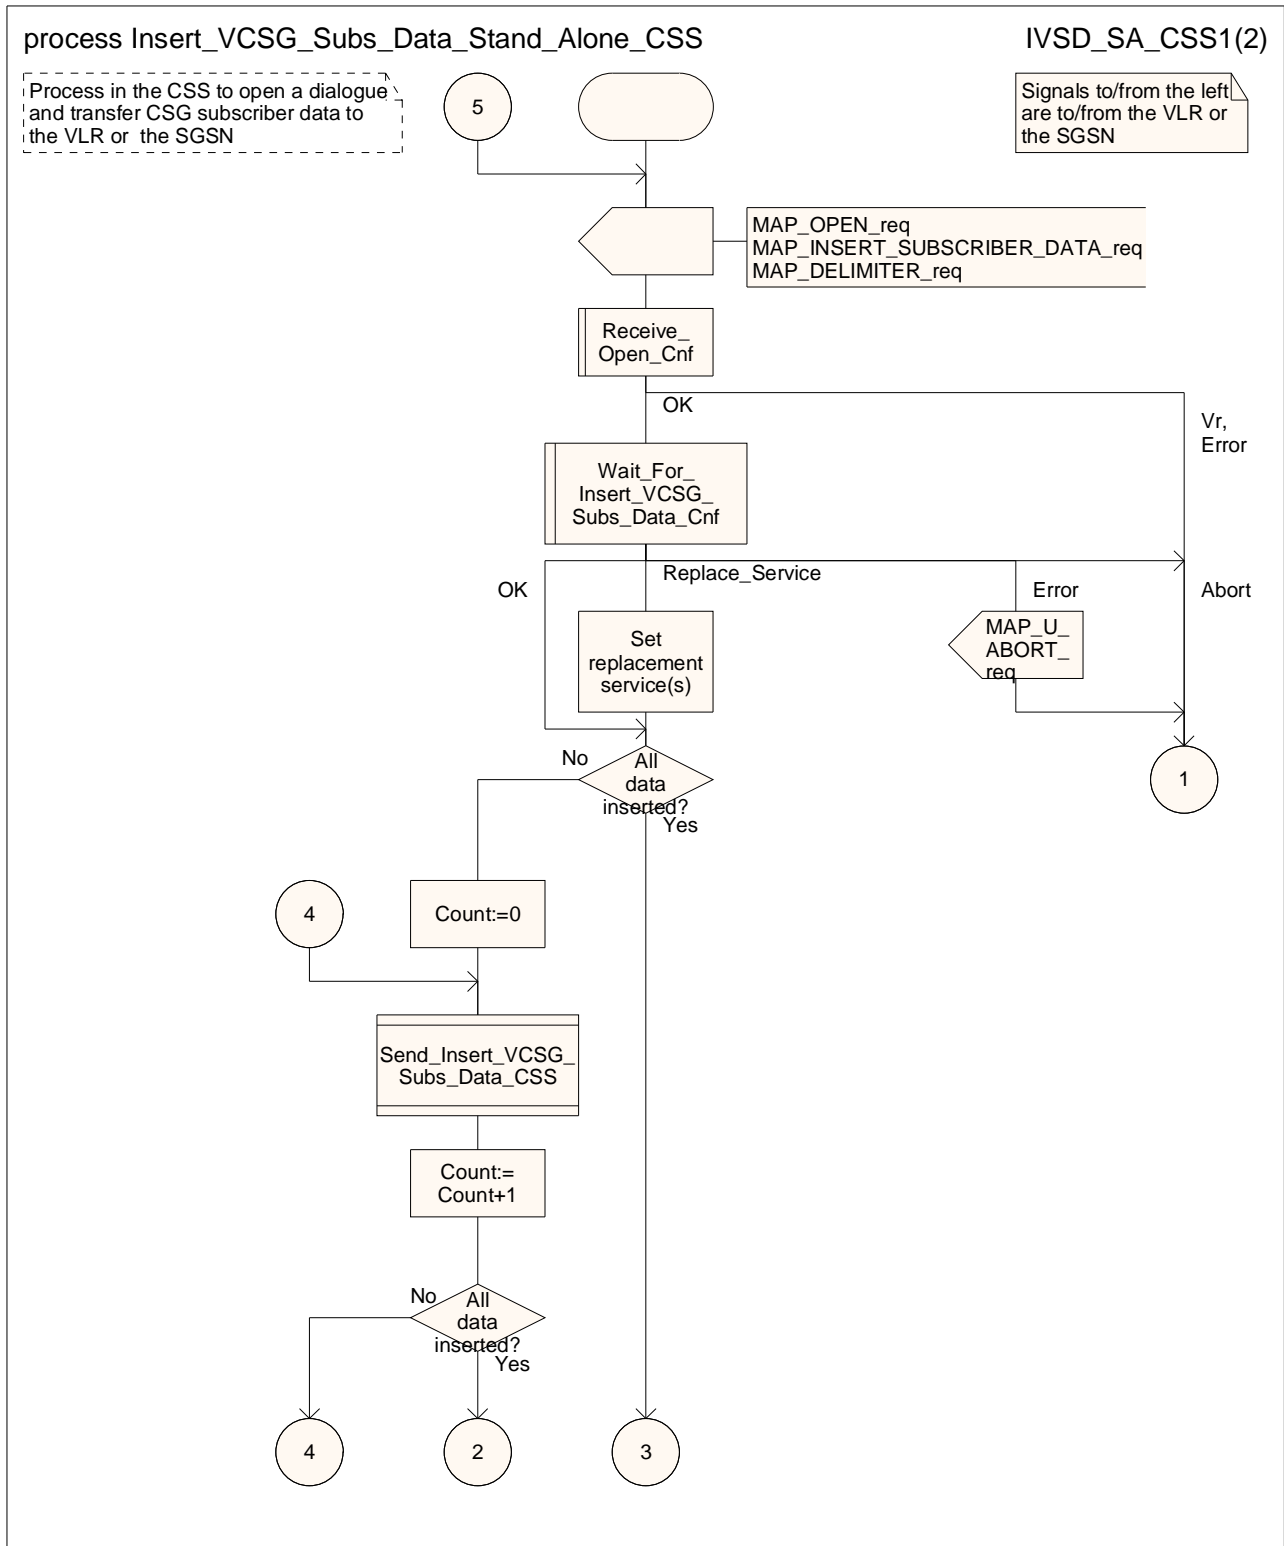 process Insert_VCSG_Subs_Data_Stand_Alone_CSS
IVSD_SA_CSS1(2)
Process in the CSS to open a dialogue
and transfer CSG subscriber data to
the VLR or the SGSN
5
Signals to/from the left
are to/from the VLR or
the SGSN
MAP_OPEN_req
MAP_INSERT_SUBSCRIBER_DATA_req
MAP_DELIMITER_req
Receive_
Open_Cnf
OK
Vr,
Error
Wait_For_
Insert_VCSG_
Subs_Data_Cnf
OK
Replace_Service
Error
Abort
Set
replacement
service(s)
MAP_U_
ABORT_
req
No
All
data
inserted?
Yes
1
4
Count:=0
Send_Insert_VCSG_
Subs_Data_CSS
Count:=
Count+1
No
All
data
inserted?
Yes
4
2
3